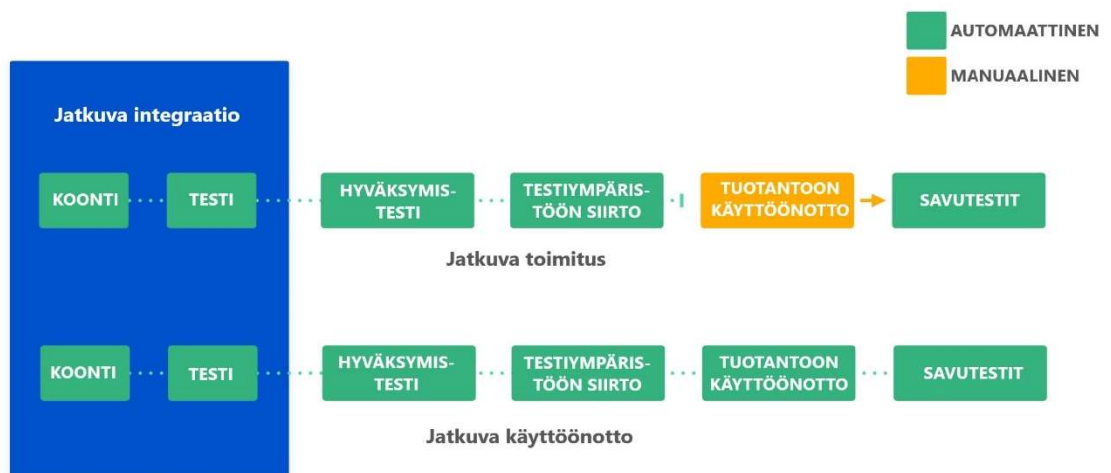 AUTOMAATTINEN
MANUAALINEN
Jatkuva integraatio
KOONTI
TESTI
HYVÄKSYMIS-
TESTI
TESTIYMPÄRIS-
TÖÖN SIIRTO
TUOTANTOON
KÄYTTÖÖNOTTO
SAVUTESTIT
Jatkuva toimitus
KOONTI
TESTI
HYVÄKSYMIS-
TESTI
TESTIYMPÄRIS-
TÖÖN SIIRTO
TUOTANTOON
KÄYTTÖÖNOTTO
SAVUTESTIT
Jatkuva käyttöönotto